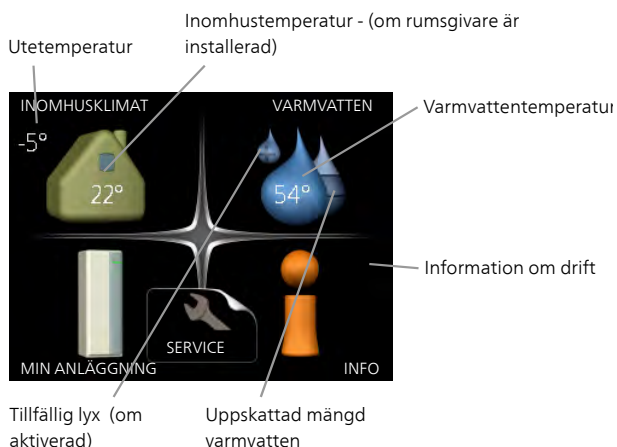 Inomhustemperatur - (om rumsgivare är
installerad)
Utetemperatur
INOMHUSKLIMAT
VARMVATTEN
Varmvattentemperatur
-5°
22°
54°
Information om drift
SERVICE
MIN ANLÄGGNING
INFO
Tillfällig lyx (om
aktiverad)
Uppskattad mängd
varmvatten